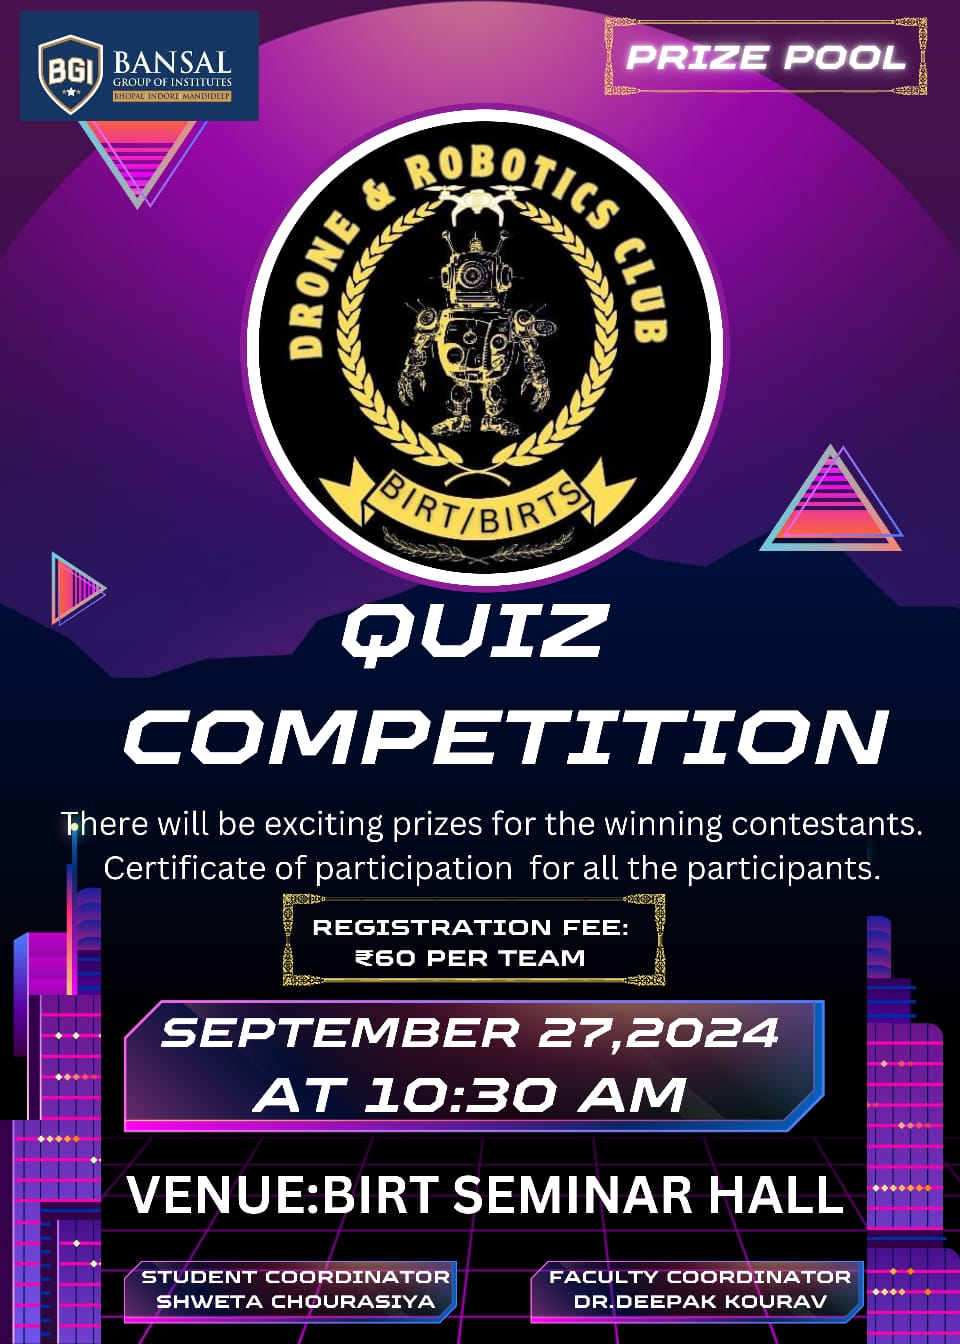 BGI
BANSAL
GROUP OF INSTITUTES
BHOPAL INDORE MANDIDEEP
PRIZE POOL
DRONE & ROBOTICS CLUB
BIRT/BIRTS
QUIZ
COMPETITION
There will be exciting prizes for the winning contestants.
Certificate of participation for all the participants.
REGISTRATION FEE:
₹60 PER TEAM
SEPTEMBER 27,2024
AT 10:30 AM
VENUE:BIRT SEMINAR HALL
STUDENT COORDINATOR
SHWETA CHOURASIYA
FACULTY COORDINATOR
DR.DEEPAK KOURAV